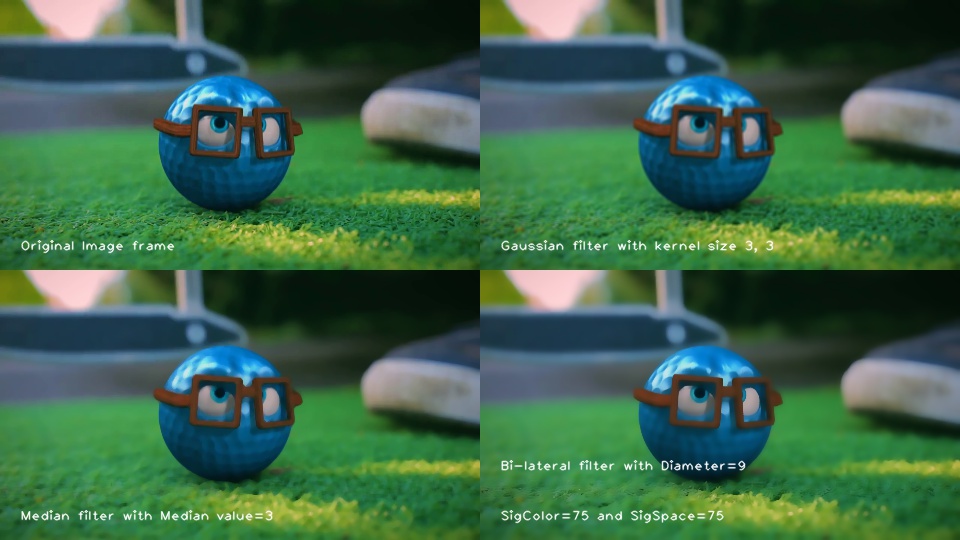 Original Image frame
Gaussian filter with kernel size 3, 3
Median filter with Median value=3
Bi-lateral filter with Diameter=9
SigColor=75 and SigSpace=75